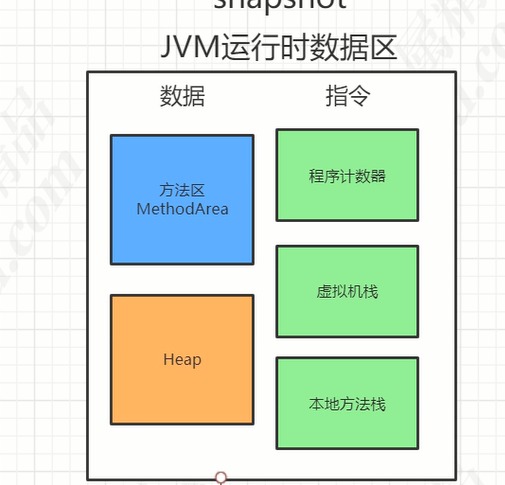 snapshot
JVM运行时数据区
数据
指令
方法区
MethodArea
程序计数器
虚拟机栈
Heap
本地方法栈